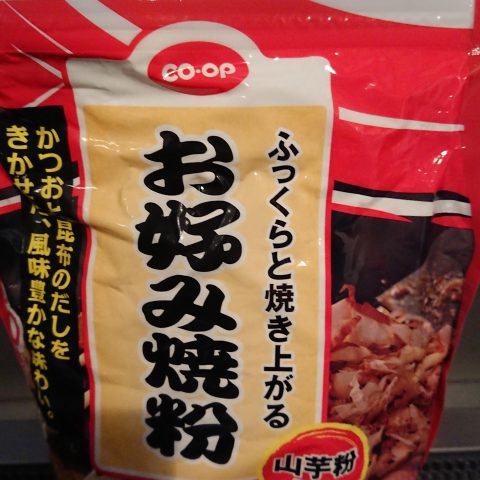 CO-OP
ふっくらと焼き上がる
お好み焼粉
かつおと昆布のだしを
きかせた、風味豊かな味わい。
山芋粉